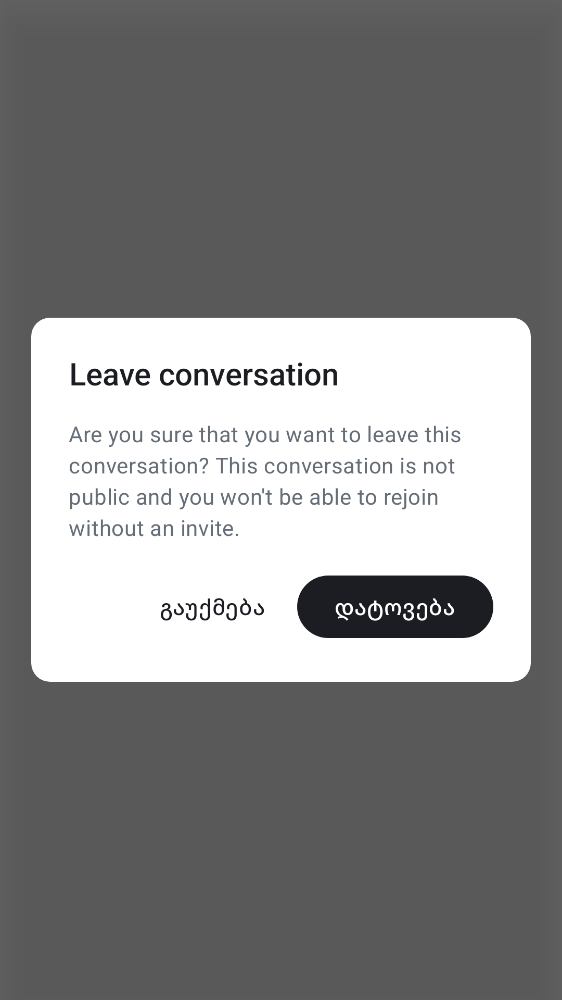 Leave conversation
Are you sure that you want to leave this
conversation? This conversation is not
public and you won't be able to rejoin
without an invite.
გაუქმება
დატოვება